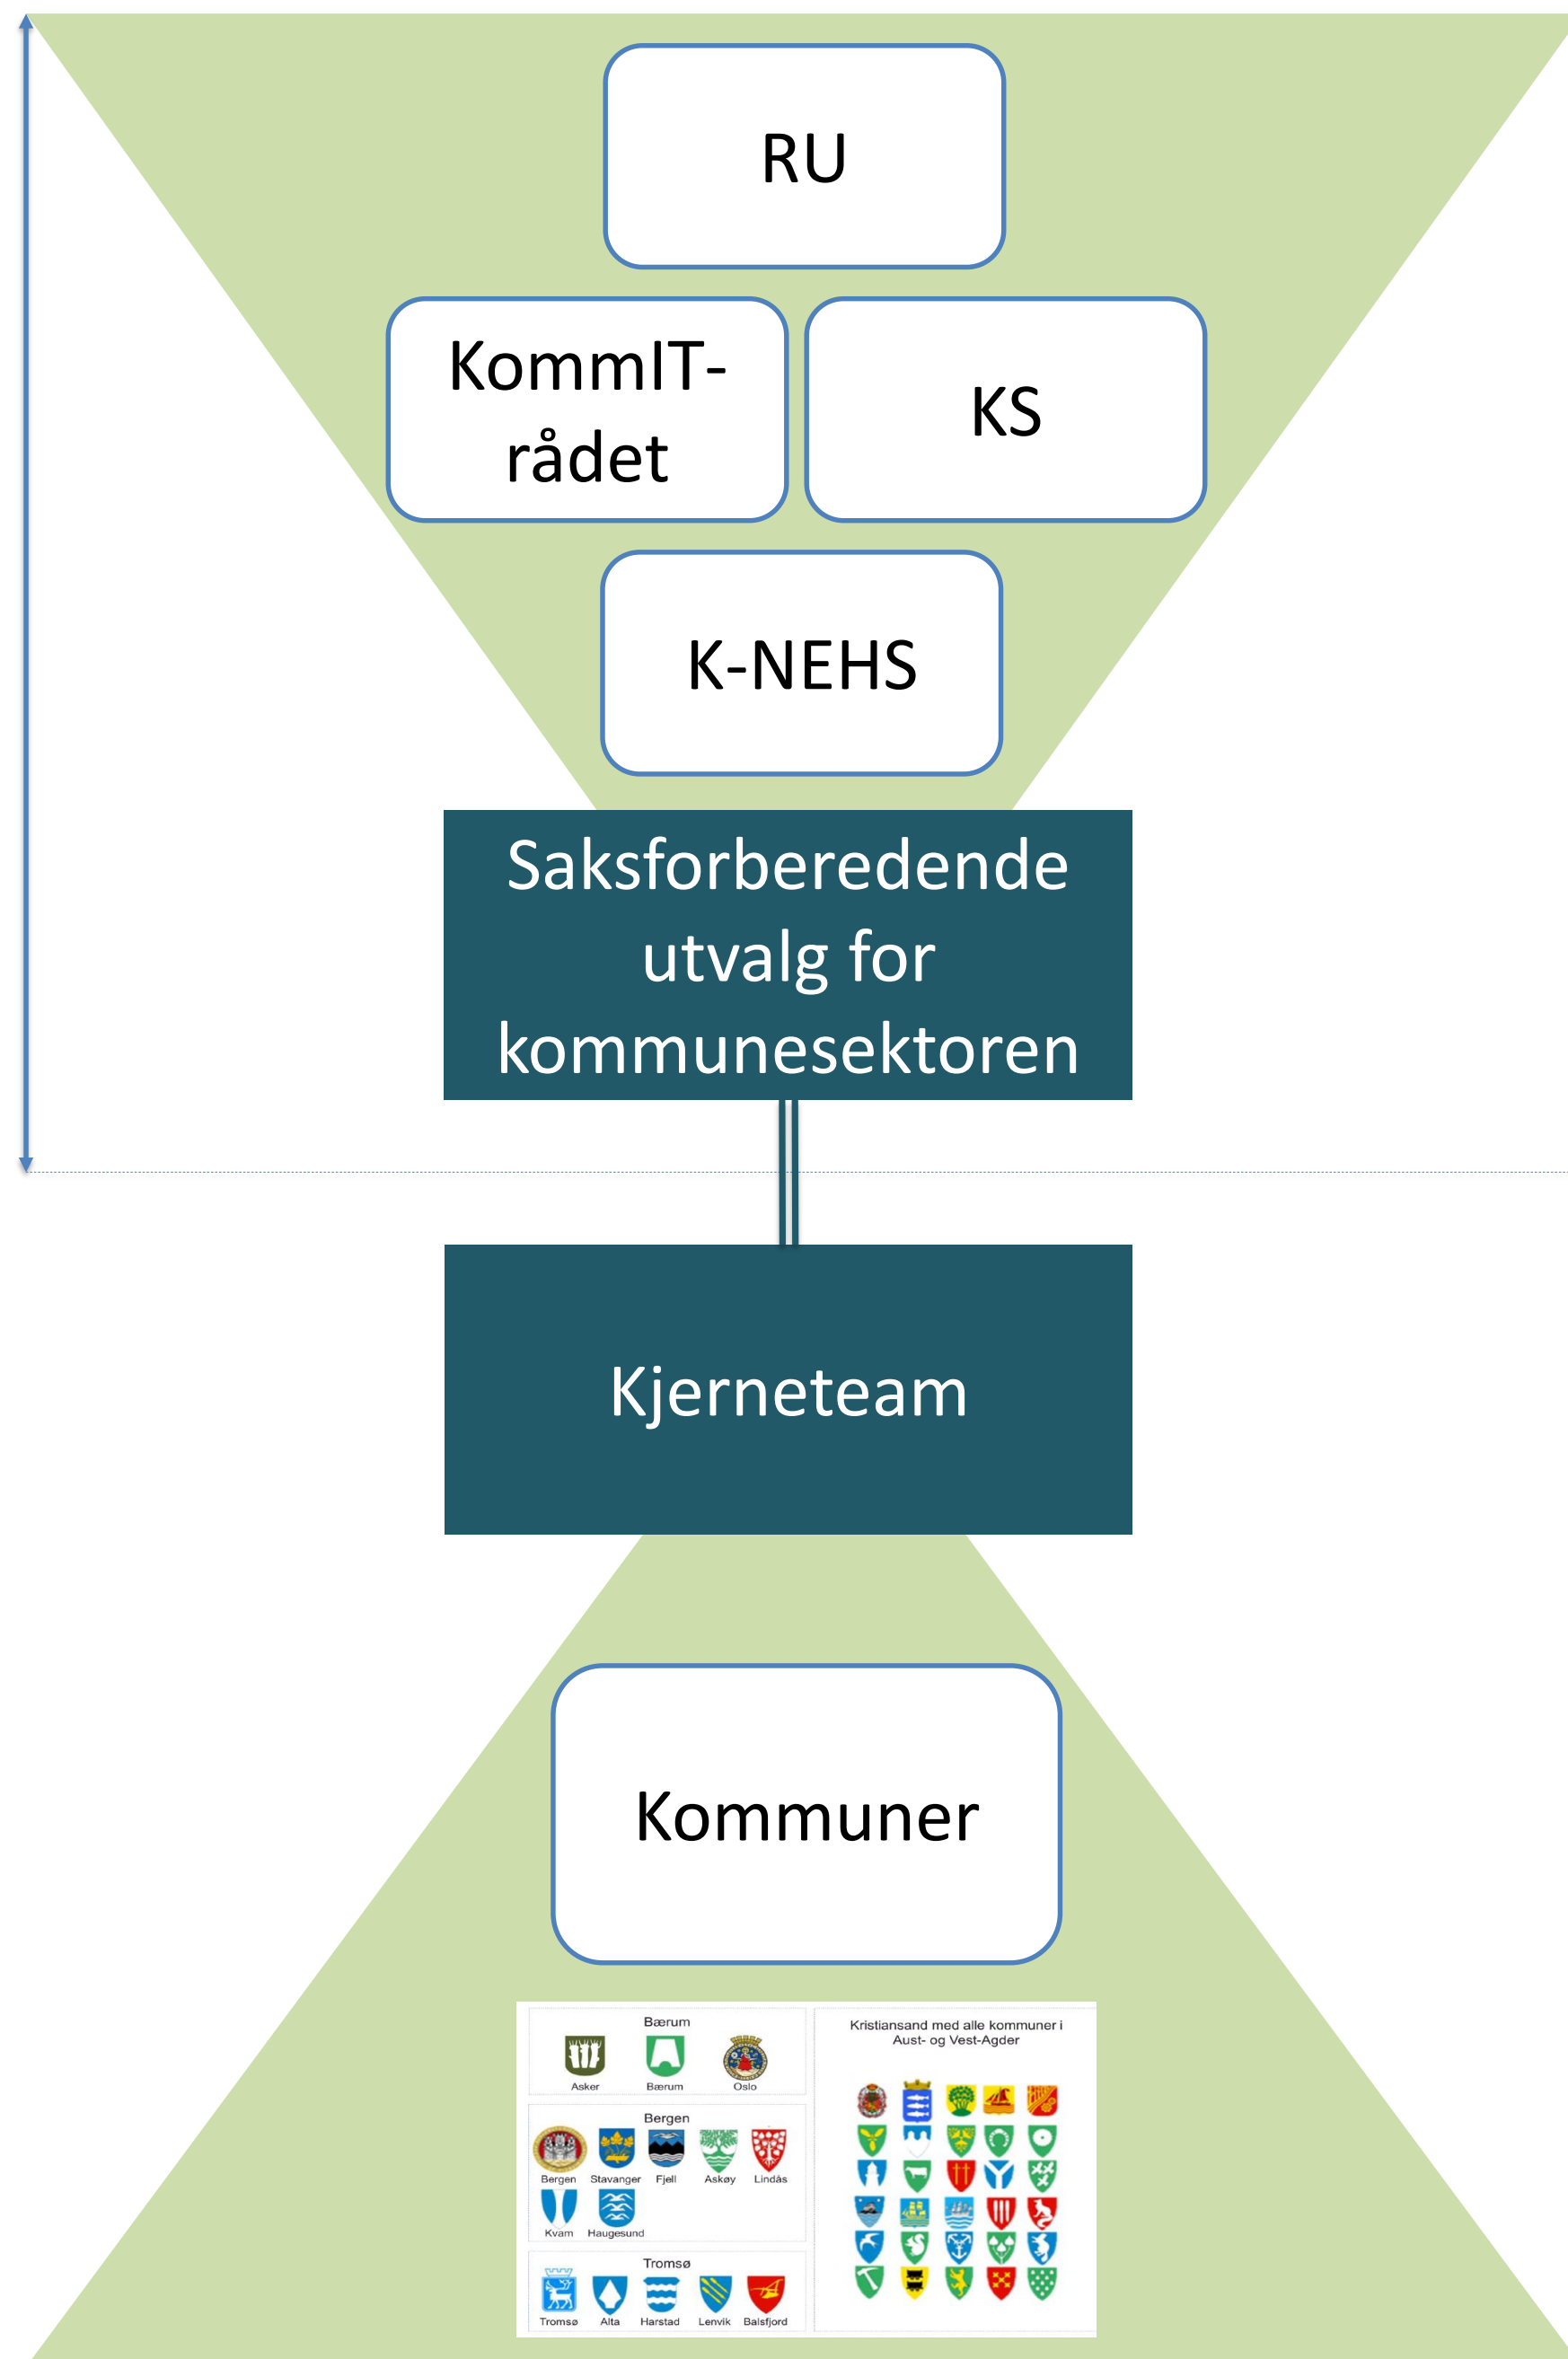 RU
KommIT-
rådet
KS
K-NEHS
Saksforberedende
utvalg for
kommunesektoren
Kjerneteam
Kommuner
Bærum
Asker
Bærum
Oslo
Bergen
Bergen
Stavanger
Fjell
Askøy
Lindås
Kvam
Haugesund
Tromsø
Tromsø
Alta
Harstad
Lenvik
Balsfjord
Kristiansand med alle kommuner i
Aust- og Vest-Agder